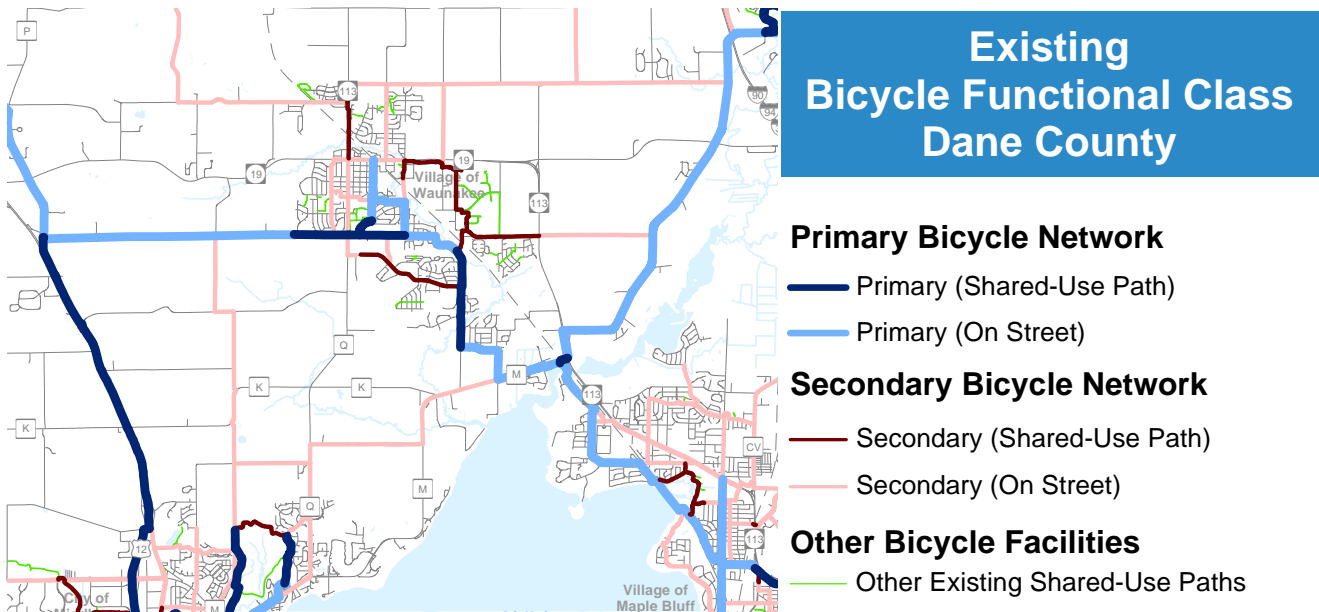 P
113
90
94
19
19
Village of
Waunakee
113
Q
M
K
K
113
K
CV
M
Q
12
113
City of
M
Village of
Maple Bluff
Existing
Bicycle Functional Class
Dane County
Primary Bicycle Network
Primary (Shared-Use Path)
Primary (On Street)
Secondary Bicycle Network
Secondary (Shared-Use Path)
Secondary (On Street)
Other Bicycle Facilities
Other Existing Shared-Use Paths